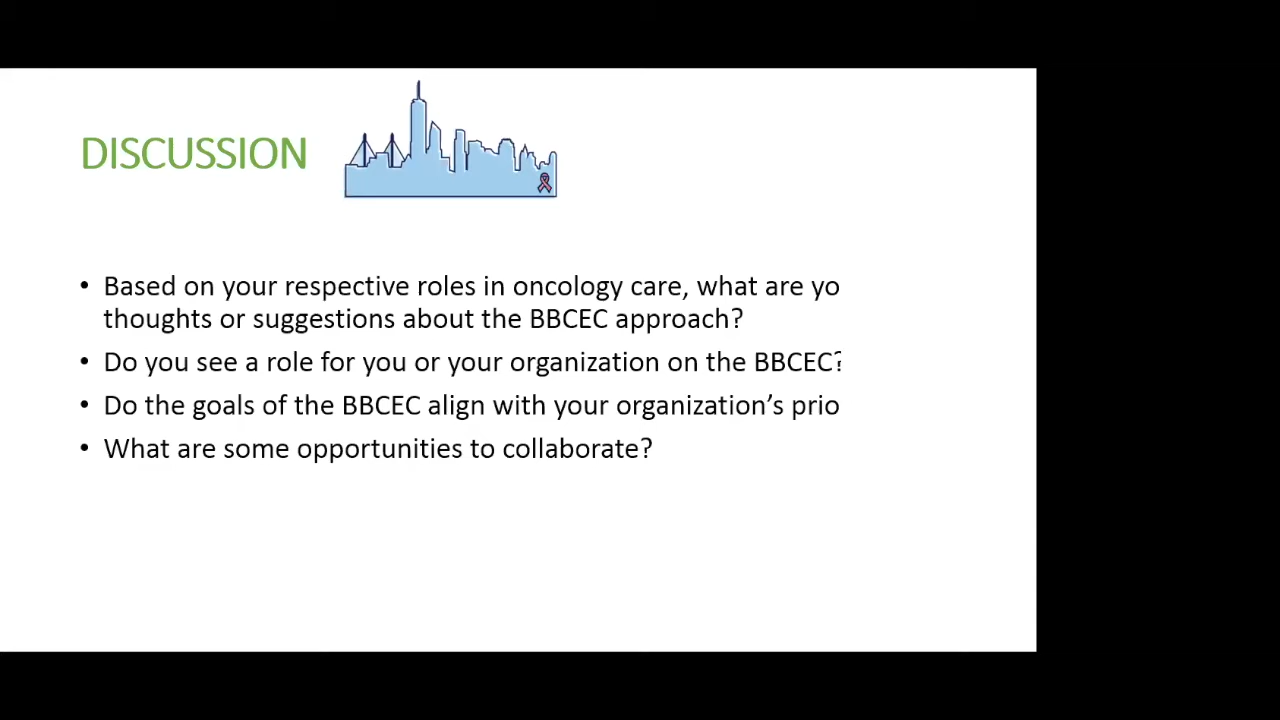 DISCUSSION
• Based on your respective roles in oncology care, what are yo
thoughts or suggestions about the BBCEC approach?
• Do you see a role for you or your organization on the BBCEC?
• Do the goals of the BBCEC align with your organization’s prio
• What are some opportunities to collaborate?